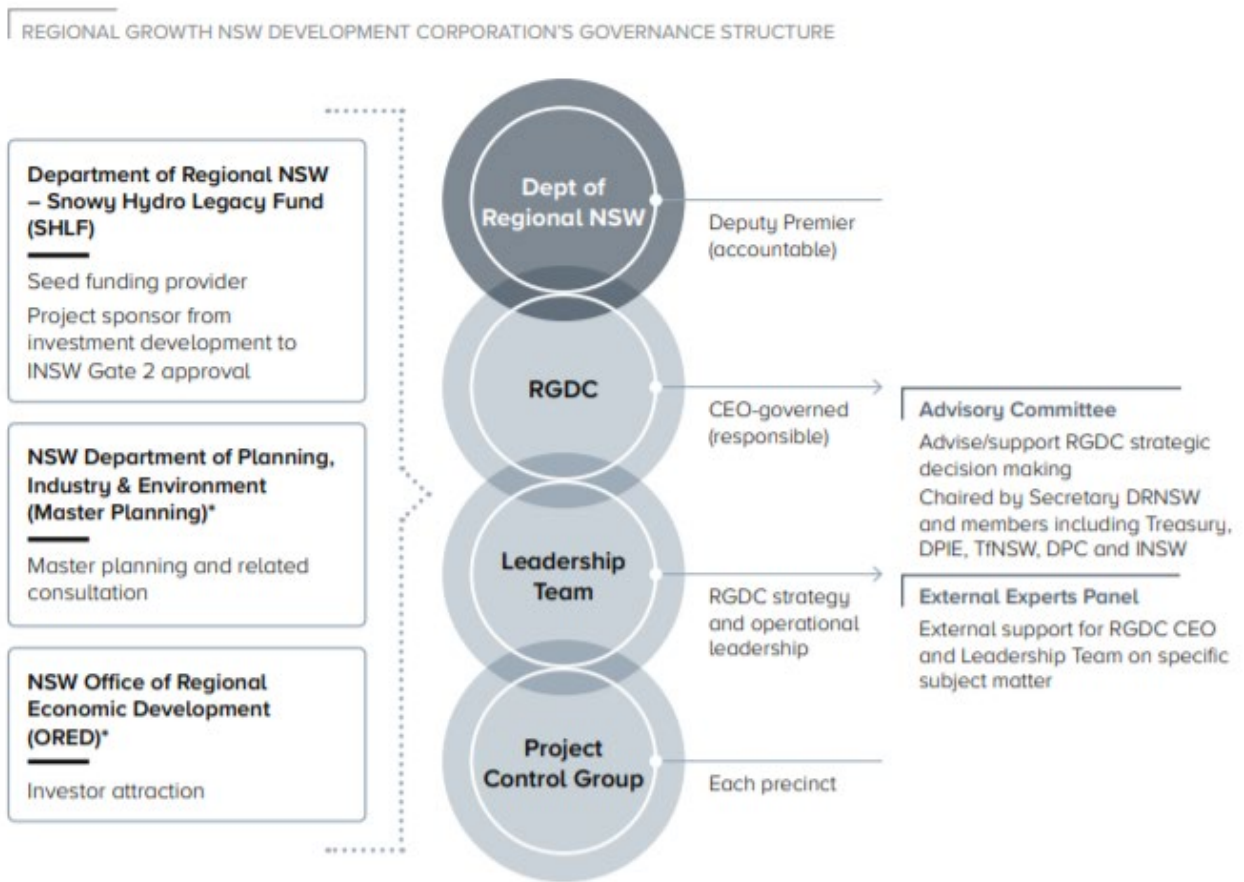 REGIONAL GROWTH NSW DEVELOPMENT CORPORATION'S GOVERNANCE STRUCTURE
Department of Regional NSW
– Snowy Hydro Legacy Fund
(SHLF)
Seed funding provider
Project sponsor from
investment development to
INSW Gate 2 approval
NSW Department of Planning,
Industry & Environment
(Master Planning)*
Master planning and related
consultation
NSW Office of Regional
Economic Development
(ORED)*
Investor attraction
Dept of
Regional NSW
Deputy Premier
(accountable)
RGDC
CEO-governed
(responsible)
Advisory Committee
Advise/support RGDC strategic
decision making
Chaired by Secretary DRNSW
and members including Treasury,
DPIE, TfNSW, DPC and INSW
Leadership
Team
RGDC strategy
and operational
leadership
External Experts Panel
External support for RGDC CEO
and Leadership Team on specific
subject matter
Project
Control Group
Each precinct